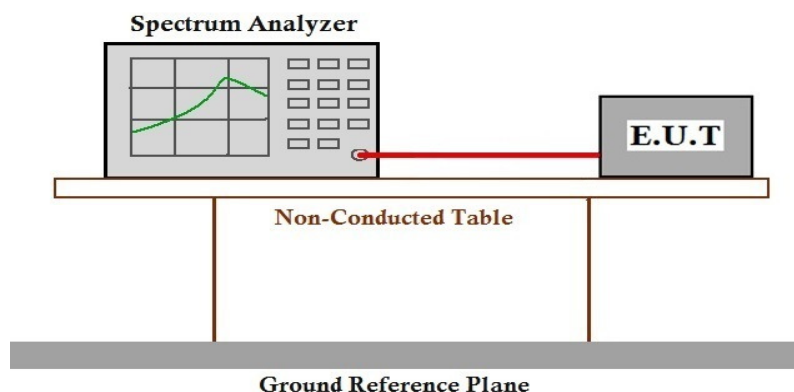 Spectrum Analyzer
E.U.T
Non-Conducted Table
Ground Reference Plane